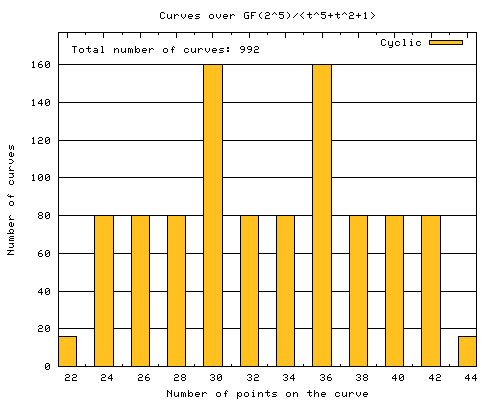 Curves over GF(2^5)/(t^5+t^2+1)
Total number of curves: 992
Cyclic
160
140
120
100
80
60
40
20
0
22 24 26 28 30 32 34 36 38 40 42 44
Number of points on the curve
Number of curves